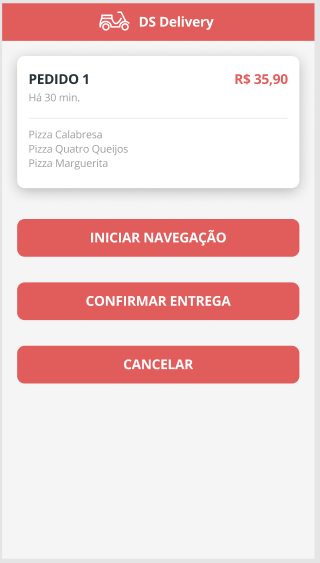 DS Delivery
PEDIDO 1 R$ 35,90
Há 30 min.
Pizza Calabresa
Pizza Quatro Queijos
Pizza Marguerita
INICIAR NAVEGAÇÃO
CONFIRMAR ENTREGA
CANCELAR